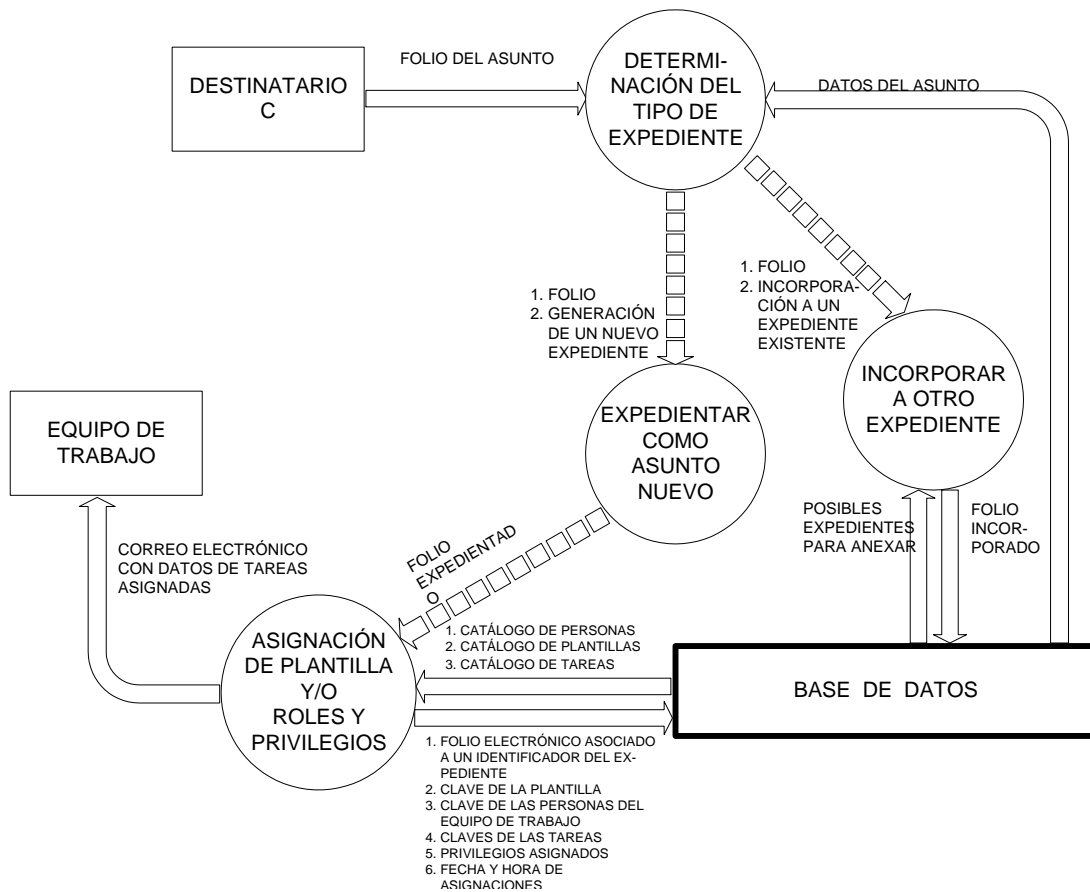 DESTINATARIO
C
FOLIO DEL ASUNTO
DETERMI-
NACIÓN DEL
TIPO DE
EXPEDIENTE
DATOS DEL ASUNTO
1. FOLIO
2. GENERACIÓN
DE UN NUEVO
EXPEDIENTE
1. FOLIO
2. INCORPORA-
CIÓN A UN
EXPEDIENTE
EXISTENTE
INCORPORAR
A OTRO
EXPEDIENTE
EXPEDIENTAR
COMO
ASUNTO
NUEVO
EQUIPO DE
TRABAJO
CORREO ELECTRÓNICO
CON DATOS DE TAREAS
ASIGNADAS
FOLIO
EXPEDIENTAD
O
POSIBLES
EXPEDIENTES
PARA ANEXAR
FOLIO
INCOR-
PORADO
ASIGNACIÓN
DE PLANTILLA
Y/O
ROLES Y
PRIVILEGIOS
1. CATÁLOGO DE PERSONAS
2. CATÁLOGO DE PLANTILLAS
3. CATÁLOGO DE TAREAS
BASE DE DATOS
1. FOLIO ELECTRÓNICO ASOCIADO
A UN IDENTIFICADOR DEL EX-
PEDIENTE
2. CLAVE DE LA PLANTILLA
3. CLAVE DE LAS PERSONAS DEL
EQUIPO DE TRABAJO
4. CLAVES DE LAS TAREAS
5. PRIVILEGIOS ASIGNADOS
6. FECHA Y HORA DE
ASIGNACIONES